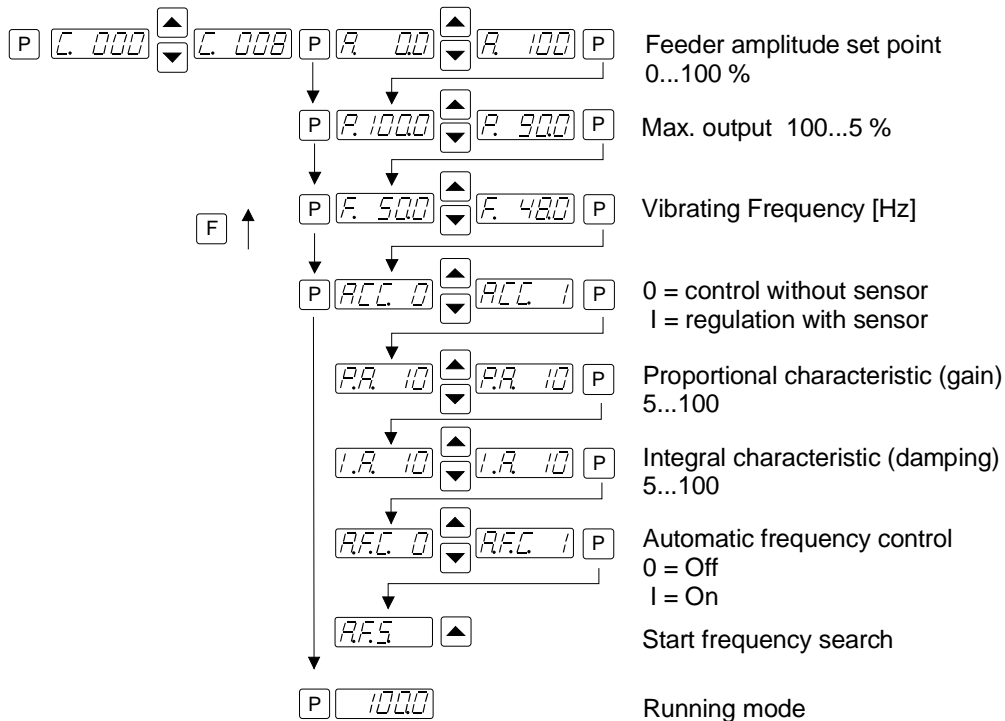 P C. 000 C. 008 P A. 0.0 A. 100 P Feeder amplitude set point
0...100 %
P P. 100.0 P. 90.0 P Max. output 100...5 %
P F. 50.0 F. 48.0 P Vibrating Frequency [Hz]
F
P ACC. 0 ACC. 1 P 0 = control without sensor
I = regulation with sensor
P.A. 10 P.A. 10 P Proportional characteristic (gain)
5...100
I.A. 10 I.A. 10 P Integral characteristic (damping)
5...100
A.F.C. 0 A.F.C. 1 P Automatic frequency control
0 = Off
I = On
A.F.S. Start frequency search
P 100.0 Running mode